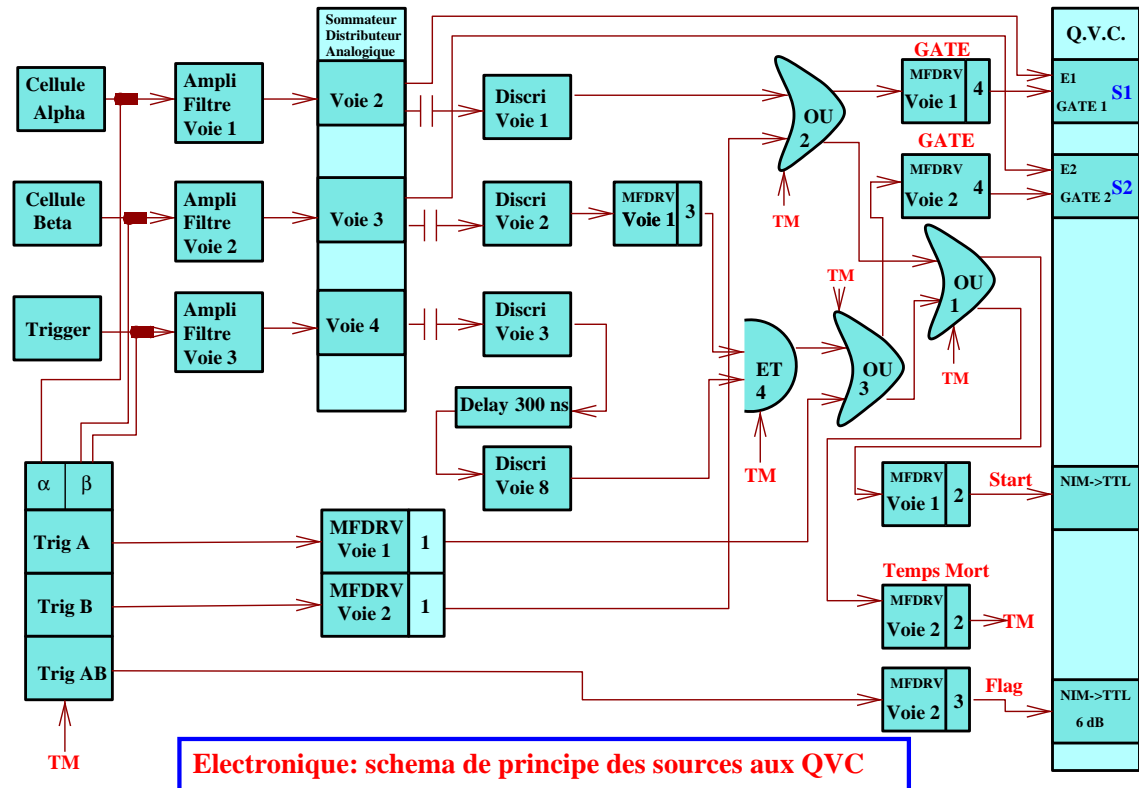 Sommateur
Distributeur
Analogique
Q.V.C.
Cellule
Alpha
Ampli
Filtre
Voie 1
Voie 2
Discri
Voie 1
OU
2
GATE
MFDRV
Voie 1
4
E1
GATE 1
S1
Cellule
Beta
Ampli
Filtre
Voie 2
Voie 3
Discri
Voie 2
MFDRV
Voie 1
3
TM
GATE
MFDRV
Voie 2
4
E2
GATE 2
S2
Trigger
Ampli
Filtre
Voie 3
Voie 4
Discri
Voie 3
TM
OU
1
ET
4
OU
3
TM
Delay 300 ns
TM
Discri
Voie 8
α
β
MFDRV
Voie 1
2
Start
NIM->TTL
Trig A
MFDRV
Voie 1
1
Trig B
MFDRV
Voie 2
1
Temps Mort
MFDRV
Voie 2
2
TM
Trig AB
MFDRV
Voie 2
3
Flag
NIM->TTL
6 dB
TM
Electronique: schema de principe des sources aux QVC